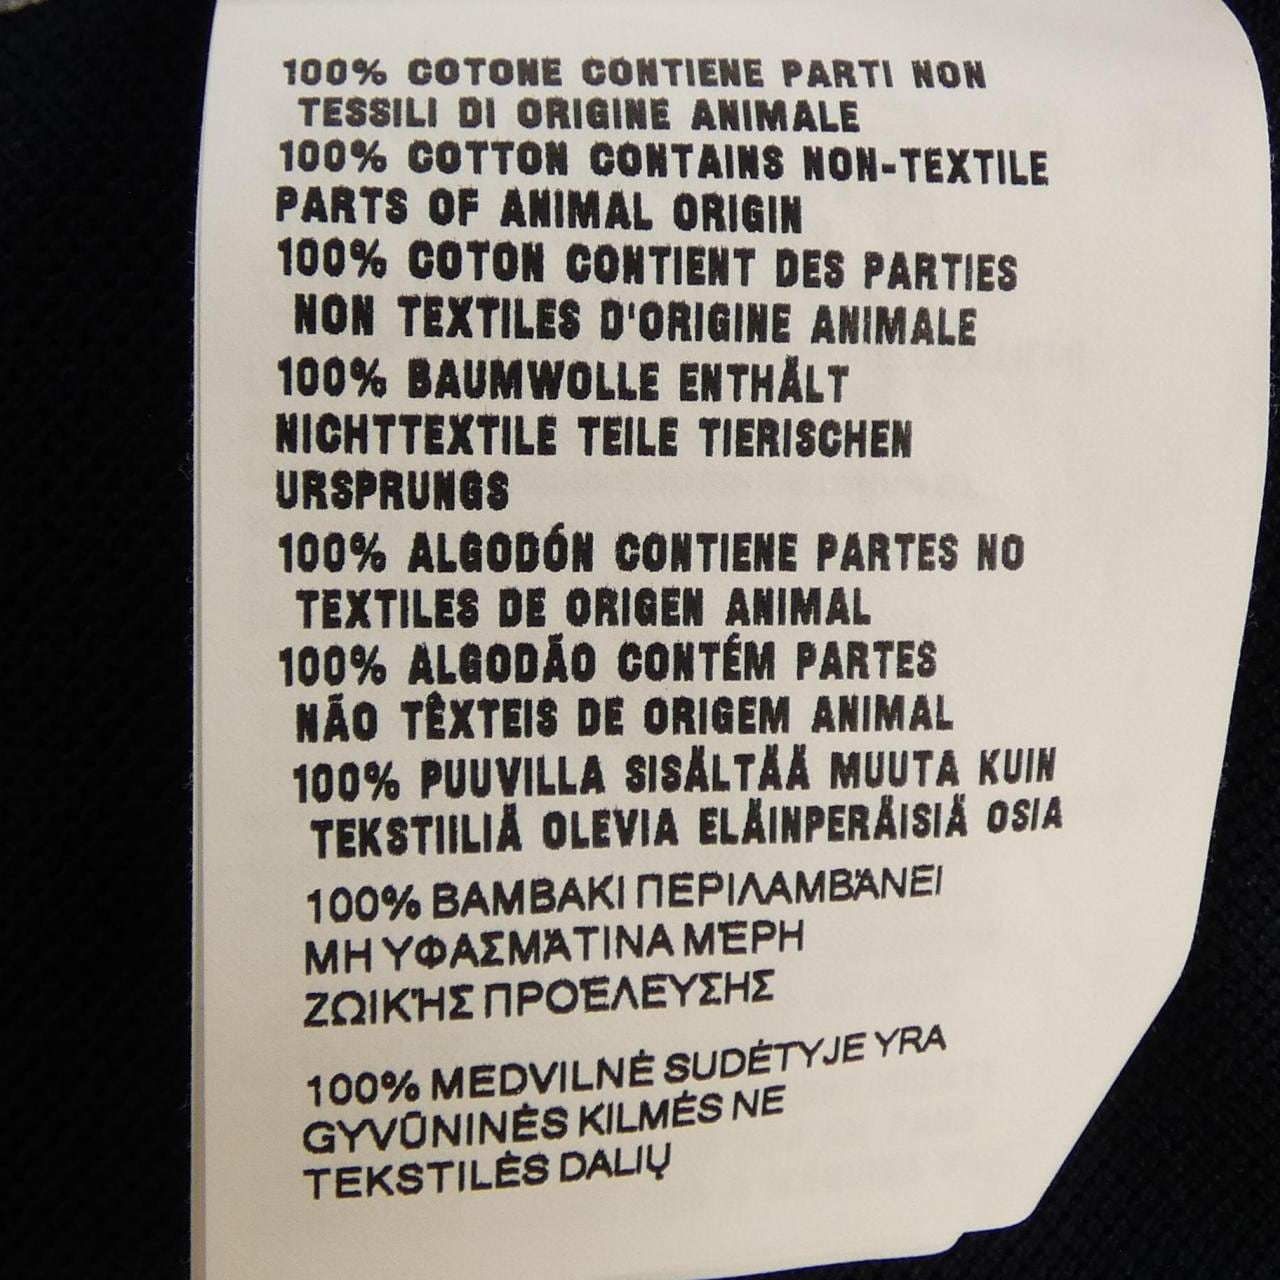 100% COTONE CONTIENE PARTI NON
TESSILI DI ORIGINE ANIMALE
100% COTTON CONTAINS NON-TEXTILE
PARTS OF ANIMAL ORIGIN
100% COTON CONTIENT DES PARTIES
NON TEXTILES D'ORIGINE ANIMALE
100% BAUMWOLLE ENTHÄLT
NICHTTEXTILE TEILE TIERISCHEN
URSPRUNGS
100% ALGODÓN CONTIENE PARTES NO
TEXTILES DE ORIGEN ANIMAL
100% ALGODÃO CONTÉM PARTES
NÃO TÊXTEIS DE ORIGEM ANIMAL
100% PUUVILLA SISÄLTÄÄ MUUTA KUIN
TEKSTIILIÄ OLEVIA ELÄINPERÄISIÄ OSIA
100% ΒΑΜΒΑΚΙ ΠΕΡΙΛΑΜΒΆΝΕΙ
ΜΗ ΥΦΑΣΜΆΤΙΝΑ ΜΈΡΗ
ΖΩΙΚΉΣ ΠΡΟΈΛΕΥΣΗΣ
100% MEDVILNĖ SUDĖTYJE YRA
GYVŪNINĖS KILMĖS NE
TEKSTILĖS DALIŲ